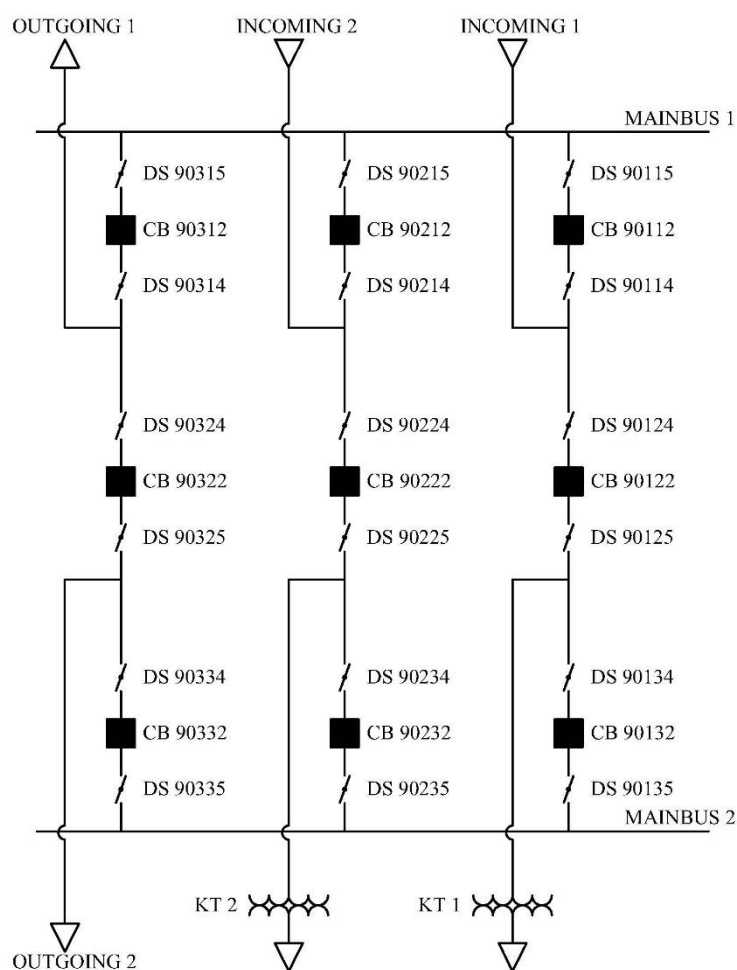 OUTGOING 1
INCOMING 2
INCOMING 1
MAINBUS 1
DS 90315
DS 90215
DS 90115
CB 90312
CB 90212
CB 90112
DS 90314
DS 90214
DS 90114
DS 90324
DS 90224
DS 90124
CB 90322
CB 90222
CB 90122
DS 90325
DS 90225
DS 90125
DS 90334
DS 90234
DS 90134
CB 90332
CB 90232
CB 90132
DS 90335
DS 90235
DS 90135
MAINBUS 2
KT 2
KT 1
OUTGOING 2